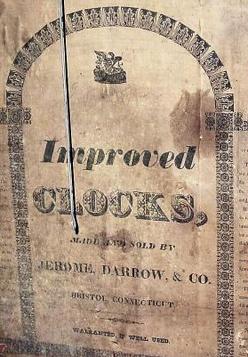 Improved
CLOCKS,
MADE AND SOLD BY
JEROME, DARROW, & CO.
BRISTOL, CONNECTICUT.
WARRANTED IF WELL USED.